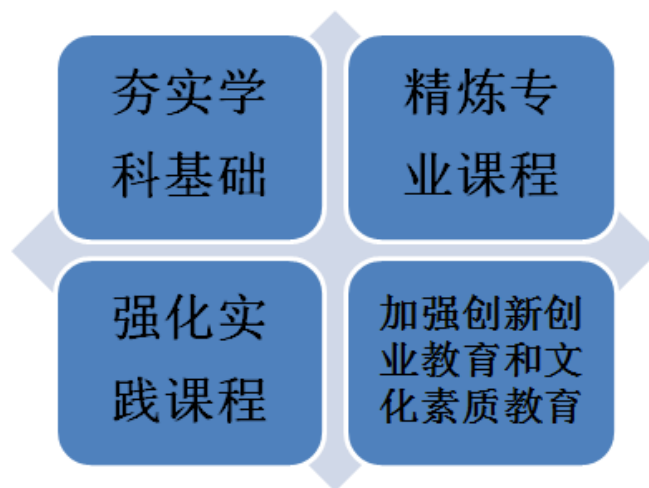 夯实学
科基础
精炼专
业课程
强化实
践课程
加强创新创
业教育和文
化素质教育